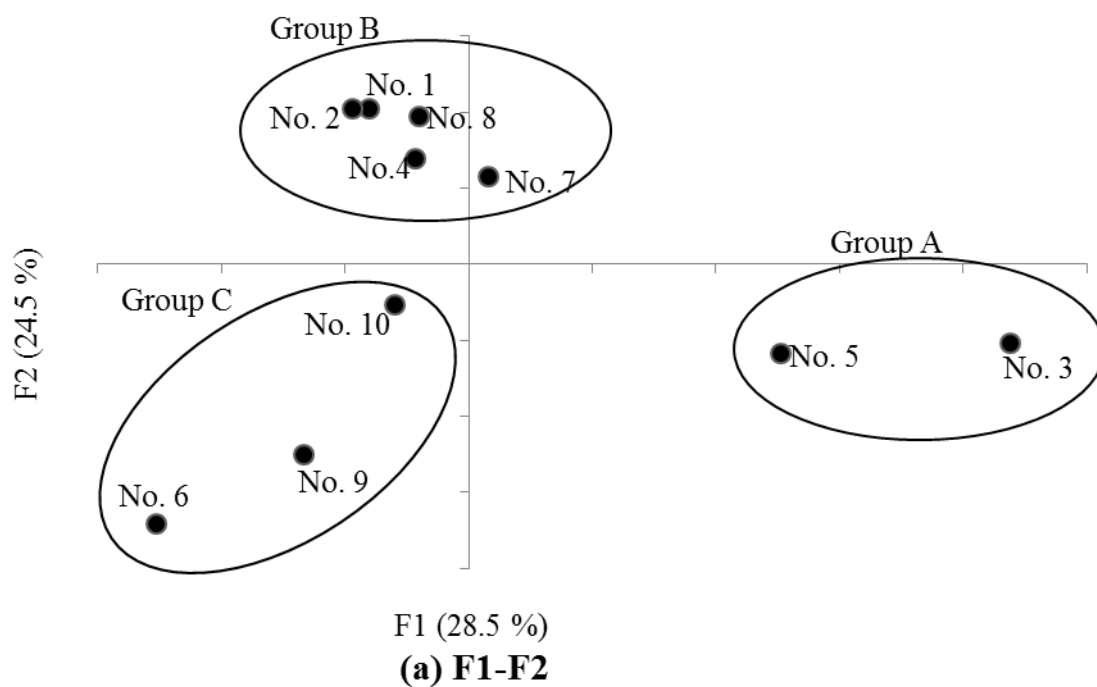 Group B
No. 1
No. 2
No. 8
No.4
No. 7
Group A
Group C
No. 10
No. 5
No. 3
No. 9
No. 6
F2 (24.5 %)
F1 (28.5 %)
(a) F1-F2